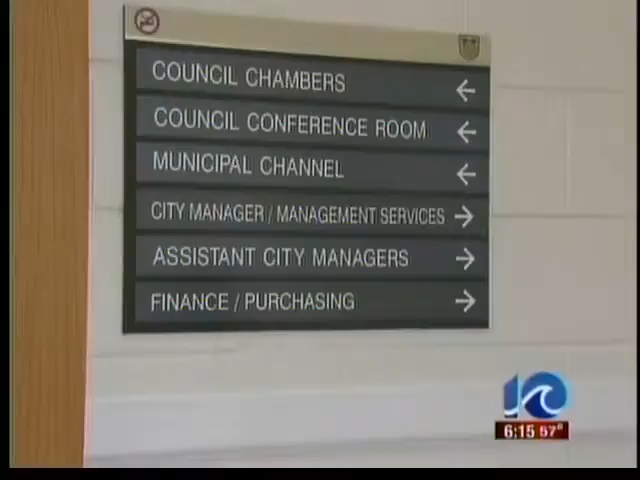 COUNCIL CHAMBERS ←
COUNCIL CONFERENCE ROOM ←
MUNICIPAL CHANNEL ←
CITY MANAGER / MANAGEMENT SERVICES →
ASSISTANT CITY MANAGERS →
FINANCE / PURCHASING →
10
6:15 57°